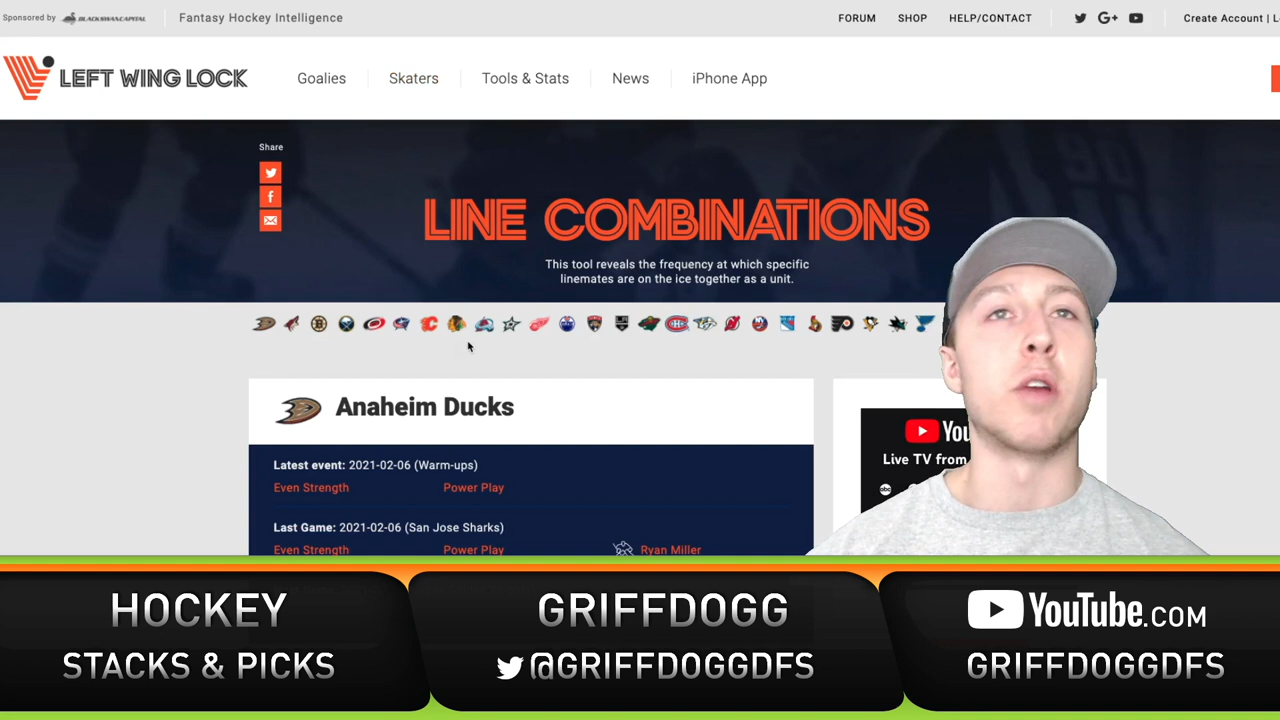 Sponsored by BLACKSWANCAPITAL Fantasy Hockey Intelligence FORUM SHOP HELP/CONTACT Create Account | L
LEFT WING LOCK Goalies Skaters Tools & Stats News iPhone App
Share
LINE COMBINATIONS
This tool reveals the frequency at which specific
linemates are on the ice together as a unit.
Anaheim Ducks
Latest event: 2021-02-06 (Warm-ups)
Even Strength Power Play
Last Game: 2021-02-06 (San Jose Sharks)
Even Strength Power Play Ryan Miller
You
Live TV from
abc
HOCKEY
STACKS & PICKS
GRIFFDOGG
@GRIFFDOGGDFS
YouTube.COM
GRIFFDOGGDFS